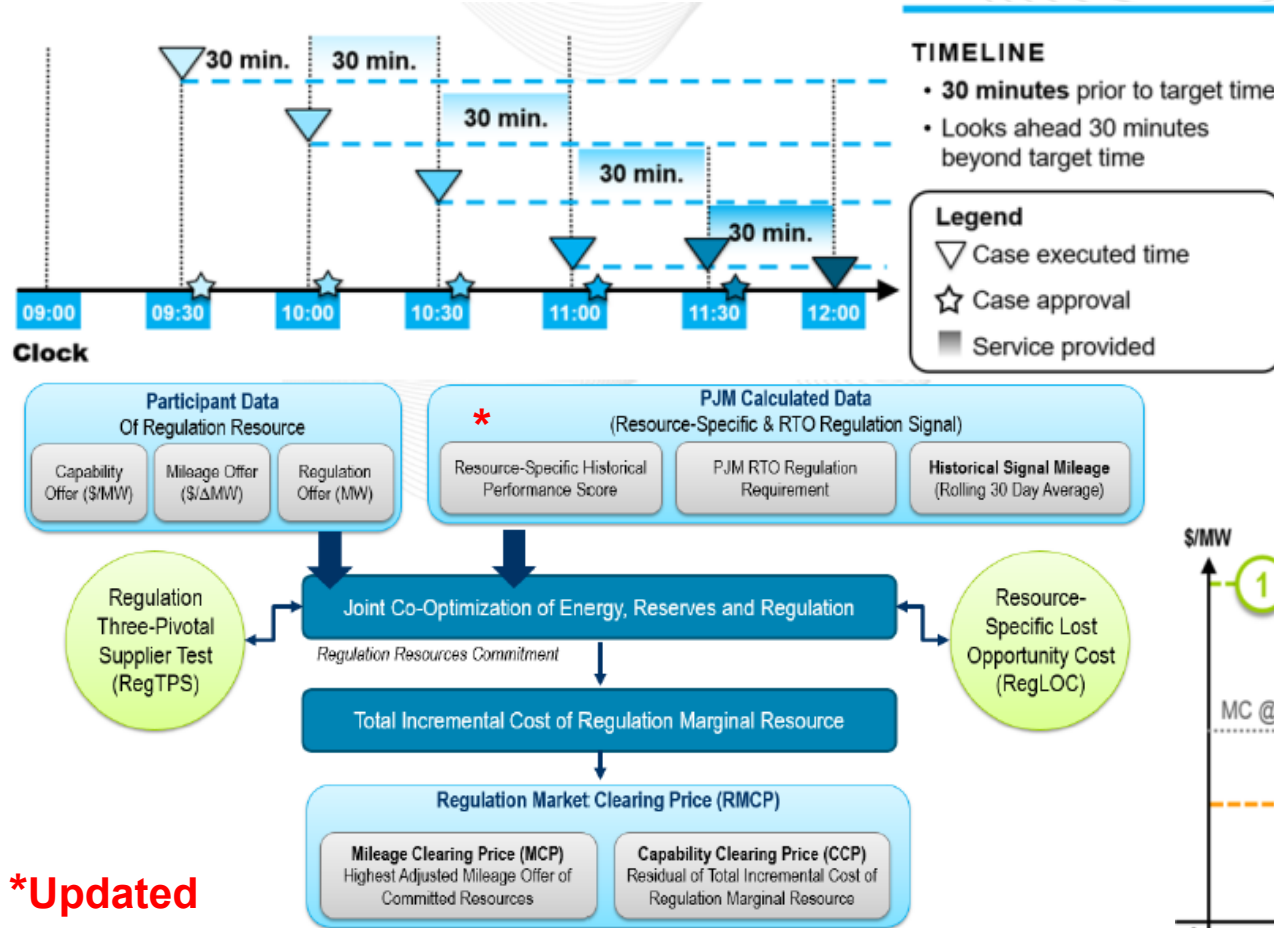 30 min.
30 min.
30 min.
30 min.
30 min.
09:00
09:30
10:00
10:30
11:00
11:30
12:00
Clock
TIMELINE
• 30 minutes prior to target time
• Looks ahead 30 minutes
beyond target time
Legend
Case executed time
Case approval
Service provided
Participant Data
Of Regulation Resource
Capability
Offer ($/MW)
Mileage Offer
($/ΔMW)
Regulation
Offer (MW)
*
PJM Calculated Data
(Resource-Specific & RTO Regulation Signal)
Resource-Specific Historical
Performance Score
PJM RTO Regulation
Requirement
Historical Signal Mileage
(Rolling 30 Day Average)
Regulation
Three-Pivotal
Supplier Test
(RegTPS)
Joint Co-Optimization of Energy, Reserves and Regulation
Regulation Resources Commitment
Resource-
Specific Lost
Opportunity Cost
(RegLOC)
Total Incremental Cost of Regulation Marginal Resource
Regulation Market Clearing Price (RMCP)
Mileage Clearing Price (MCP)
Highest Adjusted Mileage Offer of
Committed Resources
Capability Clearing Price (CCP)
Residual of Total Incremental Cost of
Regulation Marginal Resource
*Updated
$/MW
1
MC @